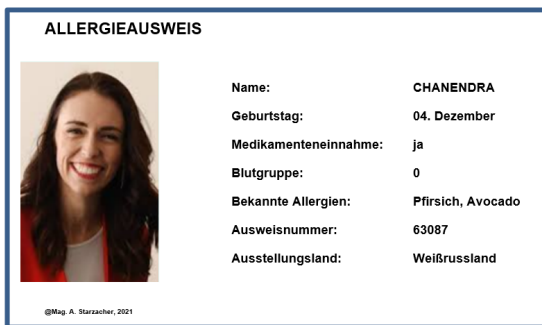 ALLERGIEAUSWEIS
Name: CHANENDRA
Geburtstag: 04. Dezember
Medikamenteneinnahme: ja
Blutgruppe: 0
Bekannte Allergien: Pfirsich, Avocado
Ausweisnummer: 63087
Ausstellungsland: Weißrussland
@Mag. A. Starzacher, 2021